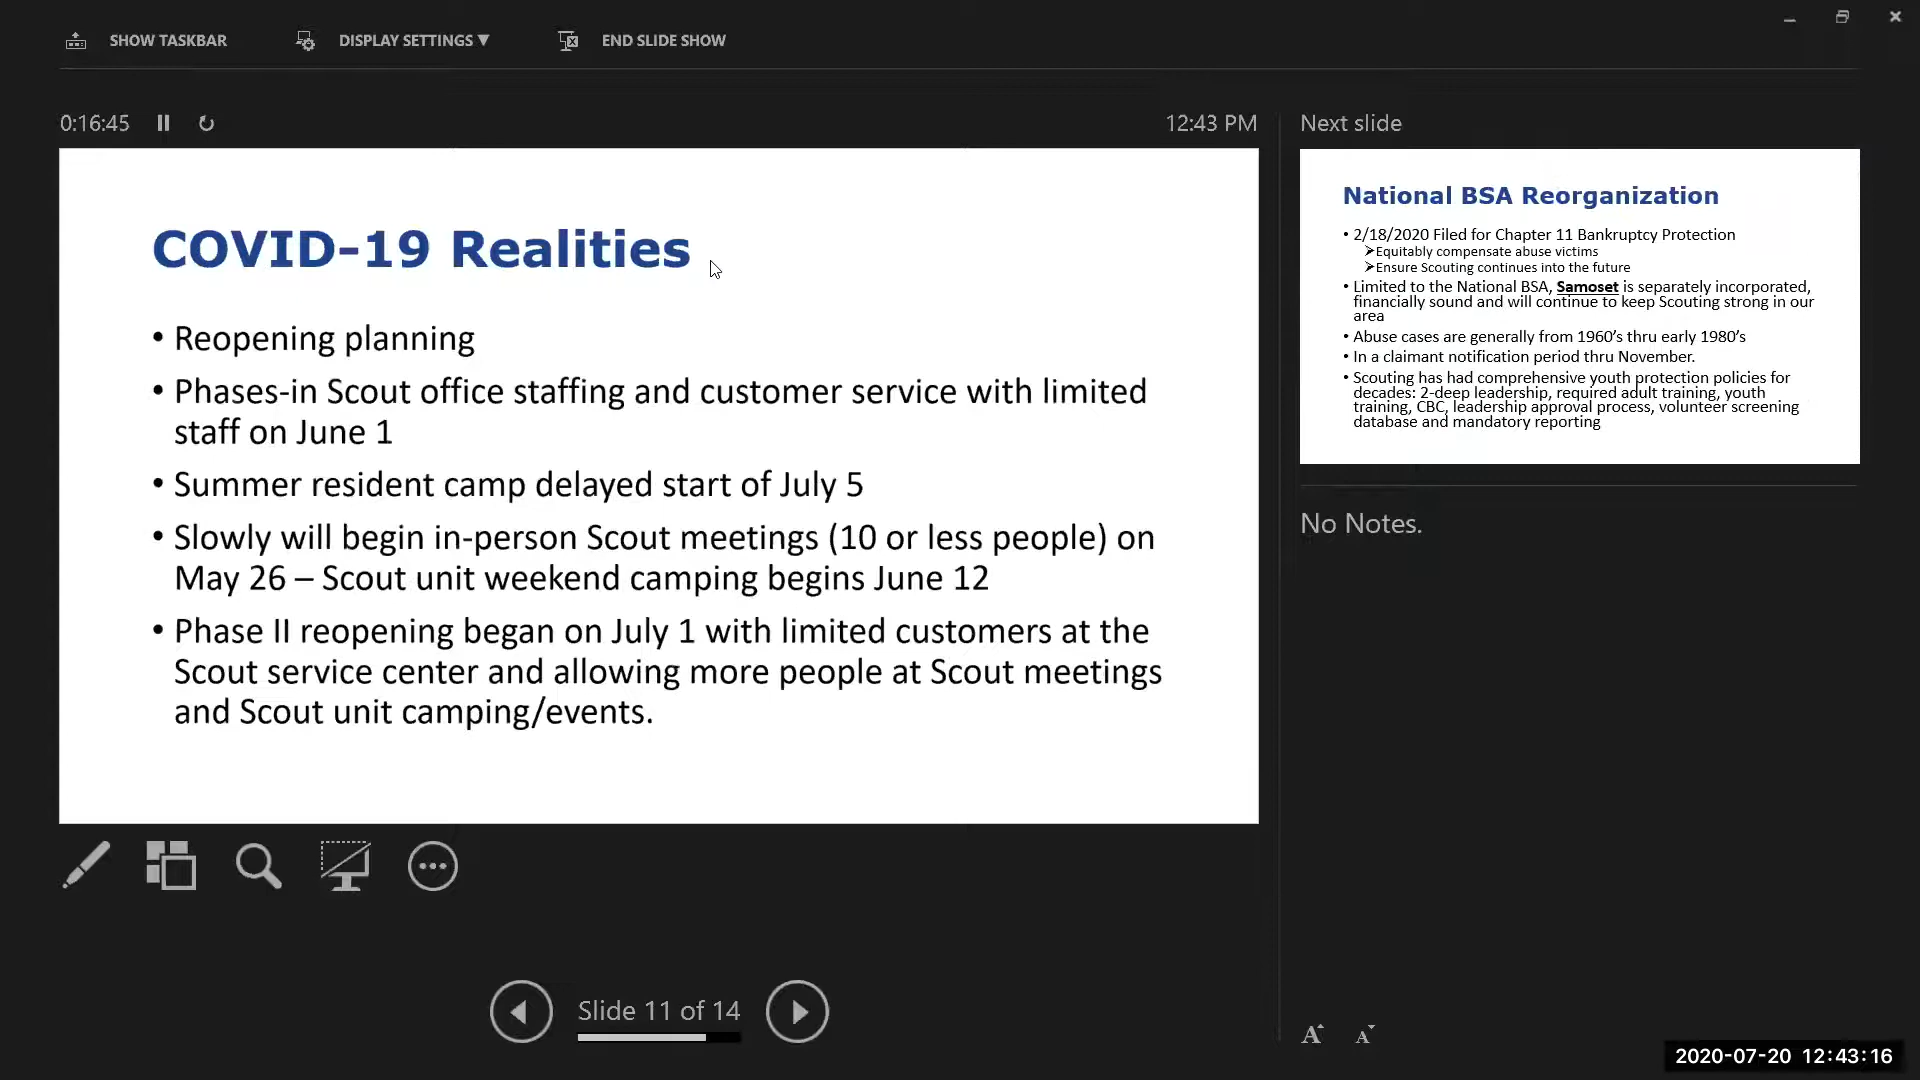 SHOW TASKBAR
DISPLAY SETTINGS ▼
END SLIDE SHOW
0:16:45
12:43 PM
Next slide
COVID-19 Realities
• Reopening planning
• Phases-in Scout office staffing and customer service with limited
staff on June 1
• Summer resident camp delayed start of July 5
• Slowly will begin in-person Scout meetings (10 or less people) on
May 26 – Scout unit weekend camping begins June 12
• Phase II reopening began on July 1 with limited customers at the
Scout service center and allowing more people at Scout meetings
and Scout unit camping/events.
National BSA Reorganization
• 2/18/2020 Filed for Chapter 11 Bankruptcy Protection
➢Equitably compensate abuse victims
➢Ensure Scouting continues into the future
• Limited to the National BSA, Samoset is separately incorporated,
financially sound and will continue to keep Scouting strong in our
area
• Abuse cases are generally from 1960’s thru early 1980’s
• In a claimant notification period thru November.
• Scouting has had comprehensive youth protection policies for
decades: 2-deep leadership, required adult training, youth
training, CBC, leadership approval process, volunteer screening
database and mandatory reporting
No Notes.
Slide 11 of 14
A A
2020-07-20 12:43:16